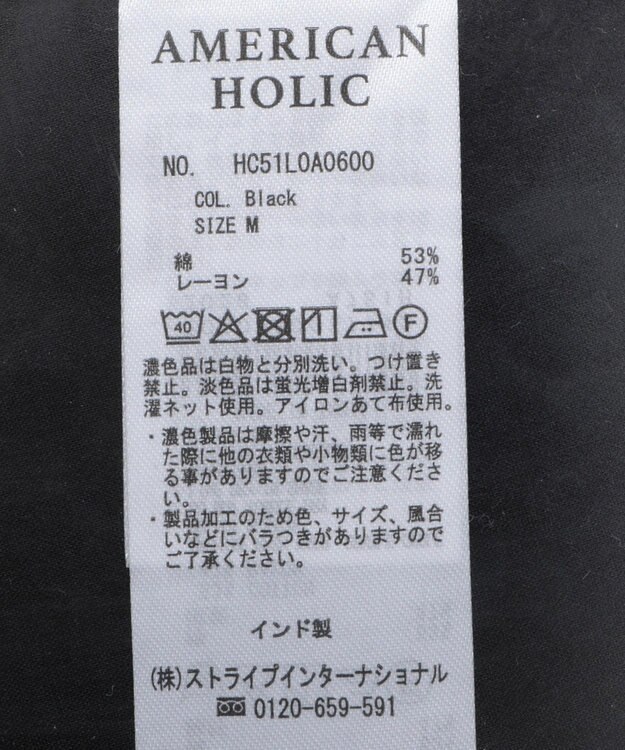 AMERICAN
HOLIC
NO. HC51L0A0600
COL. Black
SIZE M
綿 53%
レーヨン 47%
40 F
濃色品は白物と分別洗い。つけ置き
禁止。淡色品は蛍光増白剤禁止。洗
濯ネット使用。アイロンあて布使用。
・濃色製品は摩擦や汗、雨等で濡れ
た際に他の衣類や小物類に色が移
る事がありますのでご注意くださ
い。
・製品加工のため色、サイズ、風合
いなどにバラつきがありますので
ご了承ください。
インド製
(株)ストライプインターナショナル
0120-659-591